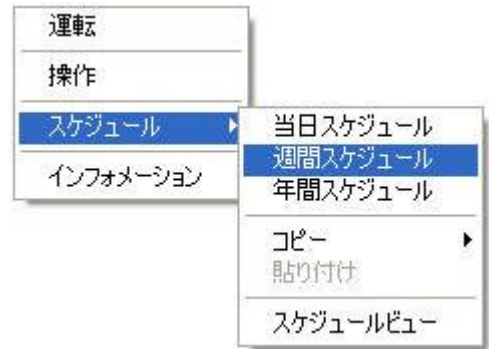 運転
操作
スケジュール
インフォメーション
当日スケジュール
週間スケジュール
年間スケジュール
コピー
貼り付け
スケジュールビュー